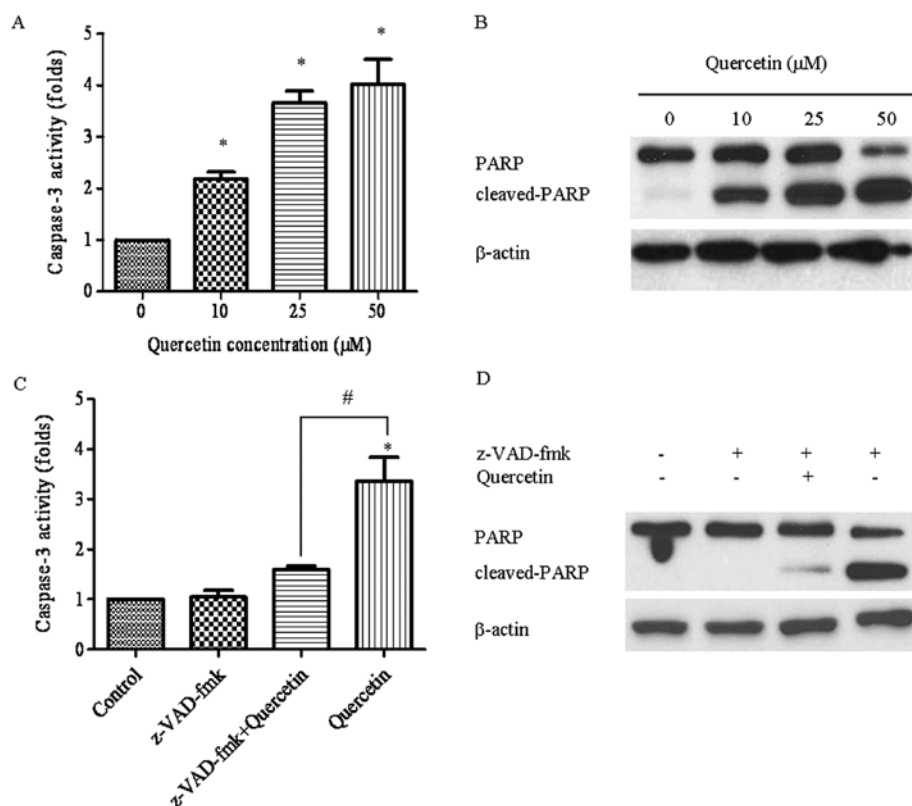 A
Caspase-3 activity (folds)
5
4
3
2
1
0
*
*
*
0 10 25 50
Quercetin concentration (μM)
B
Quercetin (μM)
0 10 25 50
PARP
cleaved-PARP
β-actin
C
Caspase-3 activity (folds)
5
4
3
2
1
0
#
*
Control
z-VAD-fmk
z-VAD-fmk+Quercetin
Quercetin
D
z-VAD-fmk - + + +
Quercetin - - + -
PARP
cleaved-PARP
β-actin